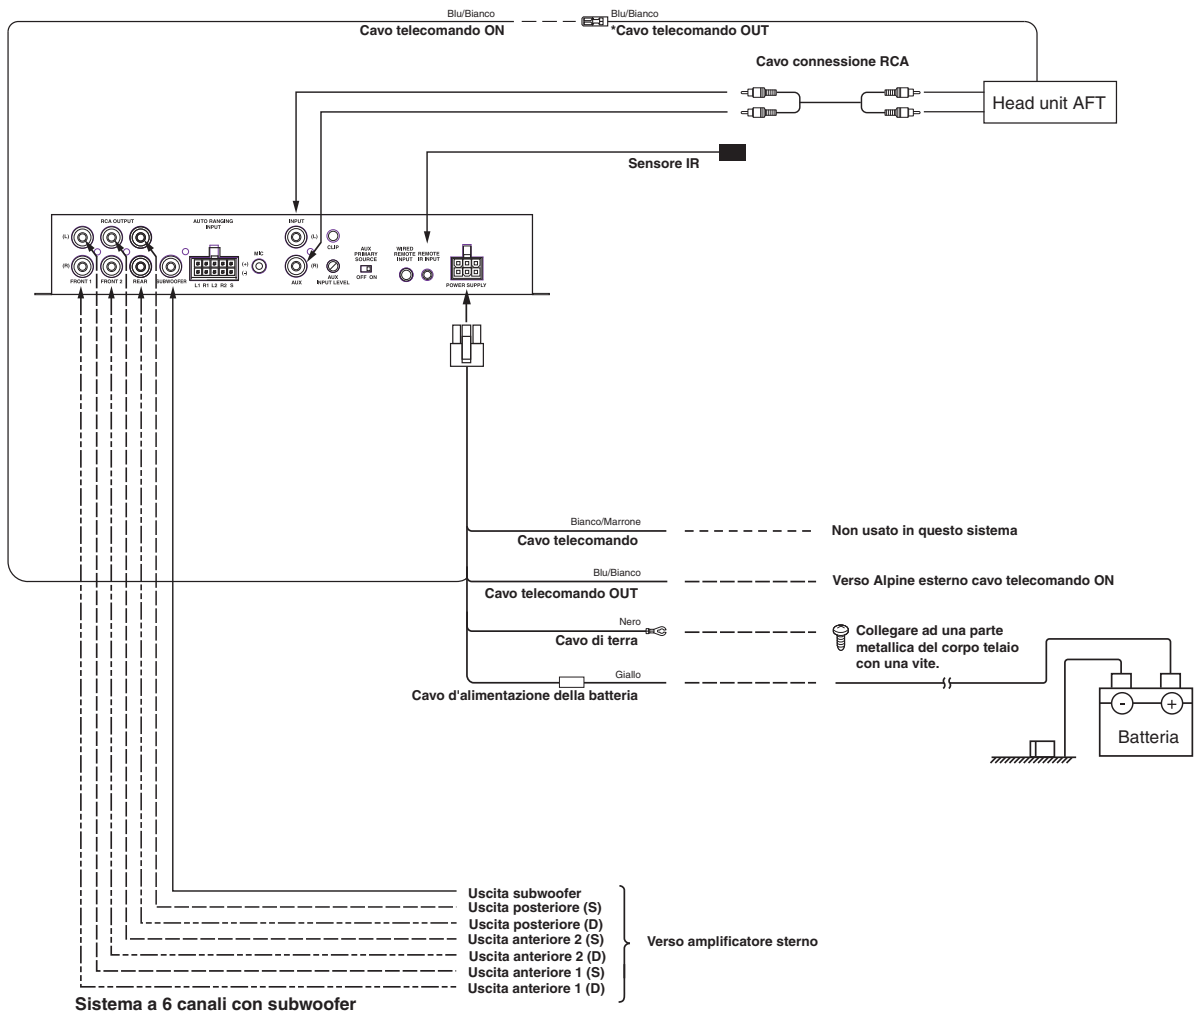 Blu/Bianco
Cavo telecomando ON
Blu/Bianco
*Cavo telecomando OUT
Cavo connessione RCA
Head unit AFT
Sensore IR
RCA OUTPUT
AUTO RANGING
INPUT
INPUT
(L)
(L)
CLIP
MIC
AUX
PRIMARY
SOURCE
WIRED
REMOTE
INPUT
REMOTE
IR INPUT
(R)
(+)
(-)
(R)
FRONT 1
FRONT 2
REAR
SUBWOOFER
L1 R1 L2 R2 S
AUX
AUX
INPUT LEVEL
OFF ON
POWER SUPPLY
Bianco/Marrone
Cavo telecomando
Non usato in questo sistema
Blu/Bianco
Cavo telecomando OUT
Verso Alpine esterno cavo telecomando ON
Nero
Cavo di terra
Collegare ad una parte
metallica del corpo telaio
con una vite.
Giallo
Cavo d'alimentazione della batteria
- +
Batteria
Uscita subwoofer
Uscita posteriore (S)
Uscita posteriore (D)
Uscita anteriore 2 (S)
Uscita anteriore 2 (D)
Uscita anteriore 1 (S)
Uscita anteriore 1 (D)
Verso amplificatore sterno
Sistema a 6 canali con subwoofer